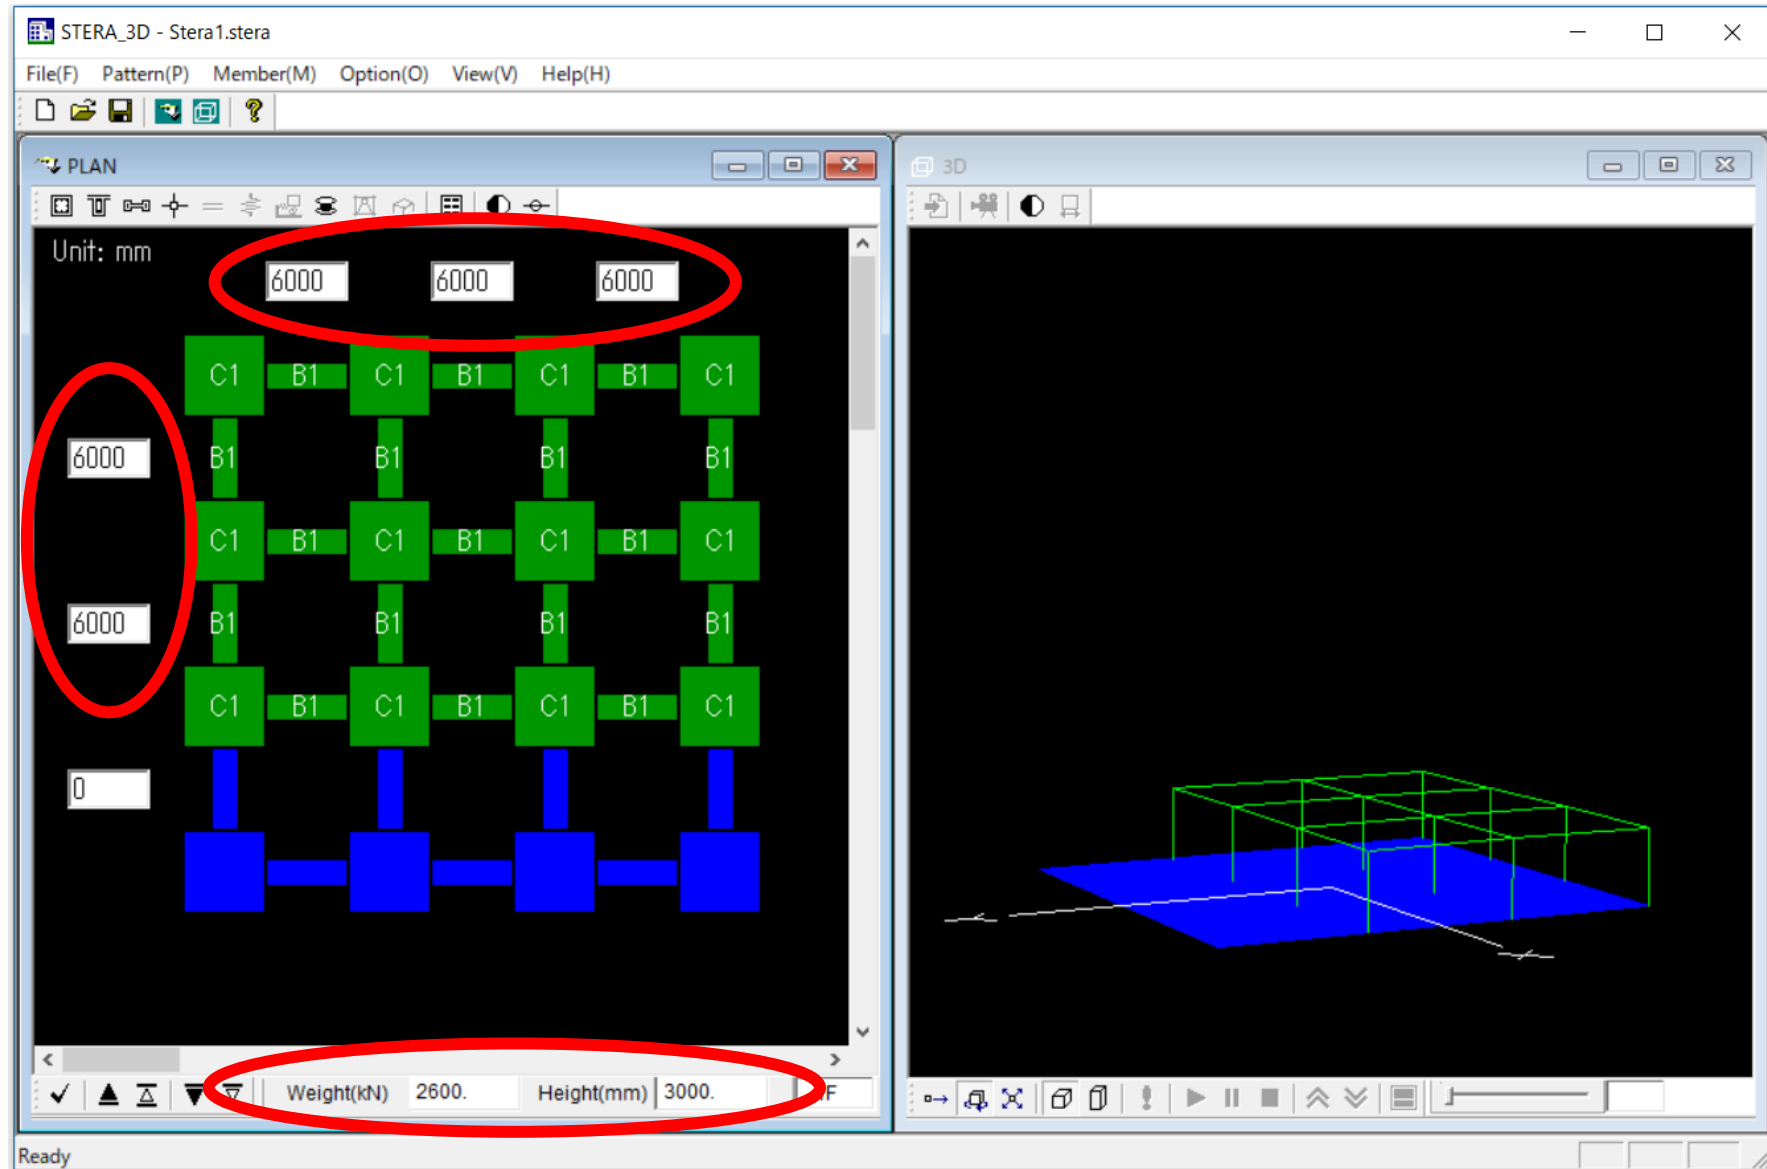 STERA_3D - Stera1.stera
File(F) Pattern(P) Member(M) Option(O) View(V) Help(H)
PLAN
Unit: mm
6000 6000 6000
C1 B1 C1 B1 C1 B1 C1
6000 B1 B1 B1 B1
C1 B1 C1 B1 C1 B1 C1
6000 B1 B1 B1 B1
C1 B1 C1 B1 C1 B1 C1
0
Weight(kN) 2600. Height(mm) 3000. F
3D
Ready